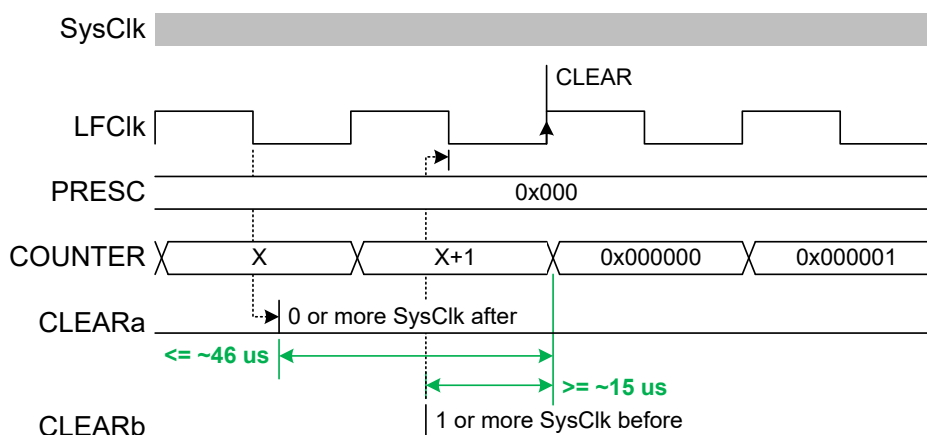 SysClk
CLEAR
LFClk
PRESC
0x000
COUNTER
X
X+1
0x000000
0x000001
CLEARa
0 or more SysClk after
<= ~46 us
>= ~15 us
CLEARb
1 or more SysClk before